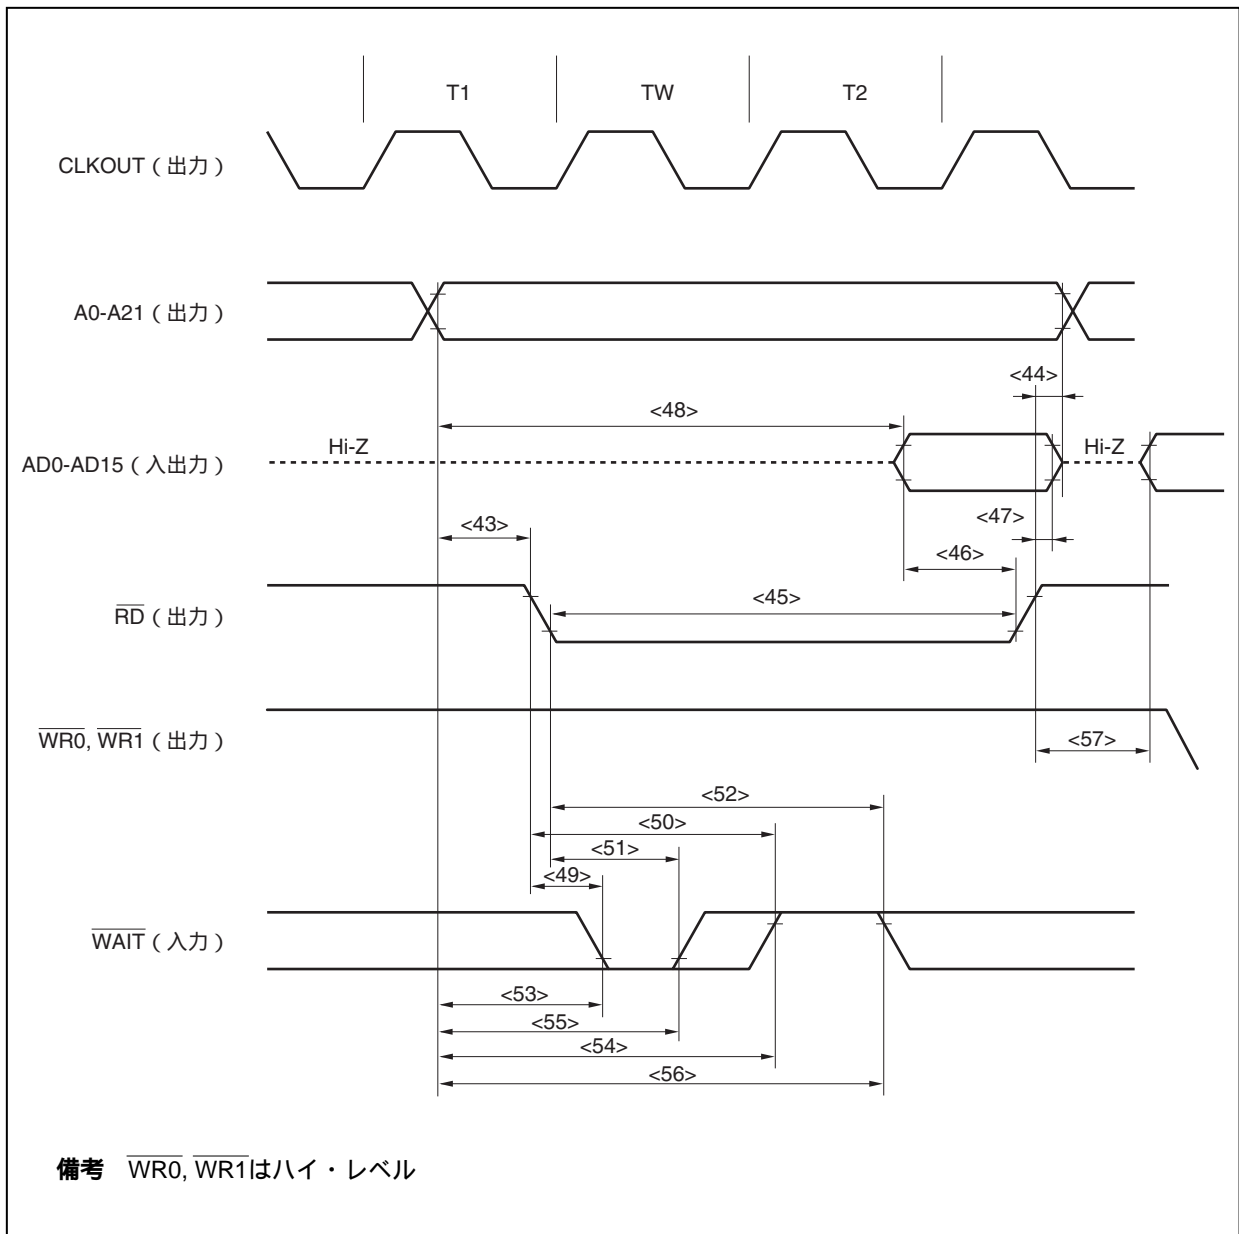 T1 TW T2
CLKOUT（出力）
A0-A21（出力）
<44>
<48>
Hi-Z Hi-Z
AD0-AD15（入出力）
<47>
<43>
<46>
<45>
RD（出力）
WR0, WR1（出力）
<57>
<52>
<50>
<51>
<49>
WAIT（入力）
<53>
<55>
<54>
<56>
備考 WR0, WR1はハイ・レベル